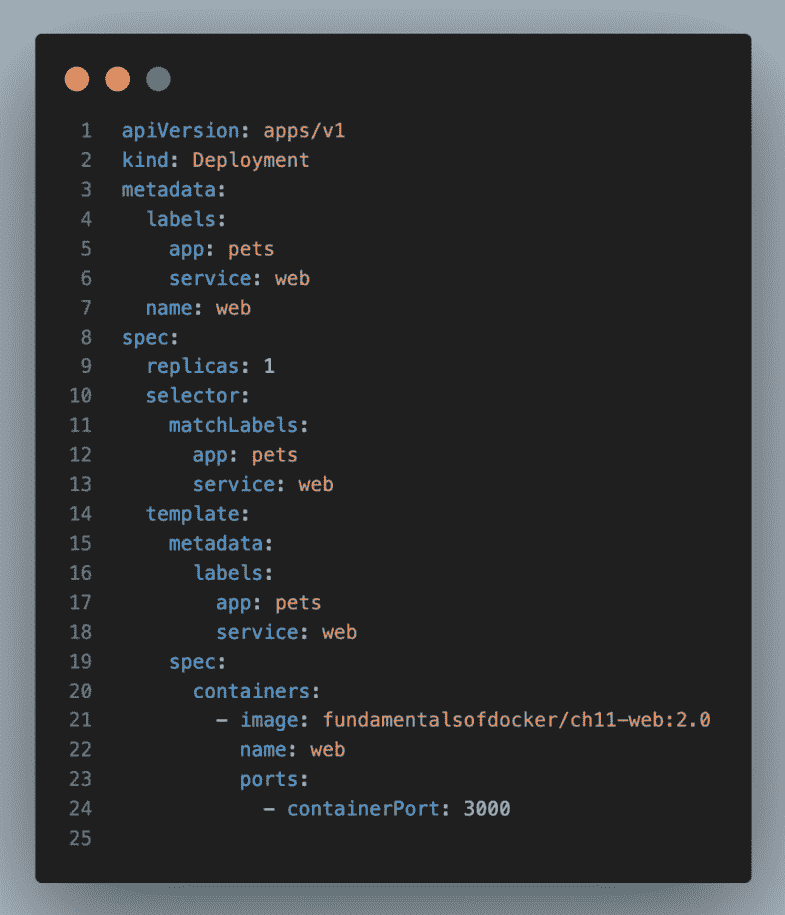 1 apiVersion: apps/v1
2 kind: Deployment
3 metadata:
4   labels:
5     app: pets
6     service: web
7   name: web
8 spec:
9   replicas: 1
10   selector:
11     matchLabels:
12       app: pets
13       service: web
14   template:
15     metadata:
16       labels:
17         app: pets
18         service: web
19     spec:
20       containers:
21         - image: fundamentalsofdocker/ch11-web:2.0
22           name: web
23           ports:
24             - containerPort: 3000
25